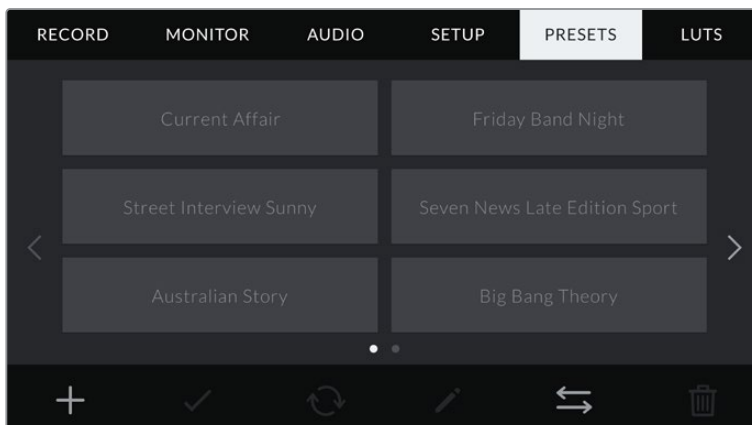 RECORD MONITOR AUDIO SETUP PRESETS LUTS
Current Affair Friday Band Night
Street Interview Sunny Seven News Late Edition Sport
Australian Story Big Bang Theory